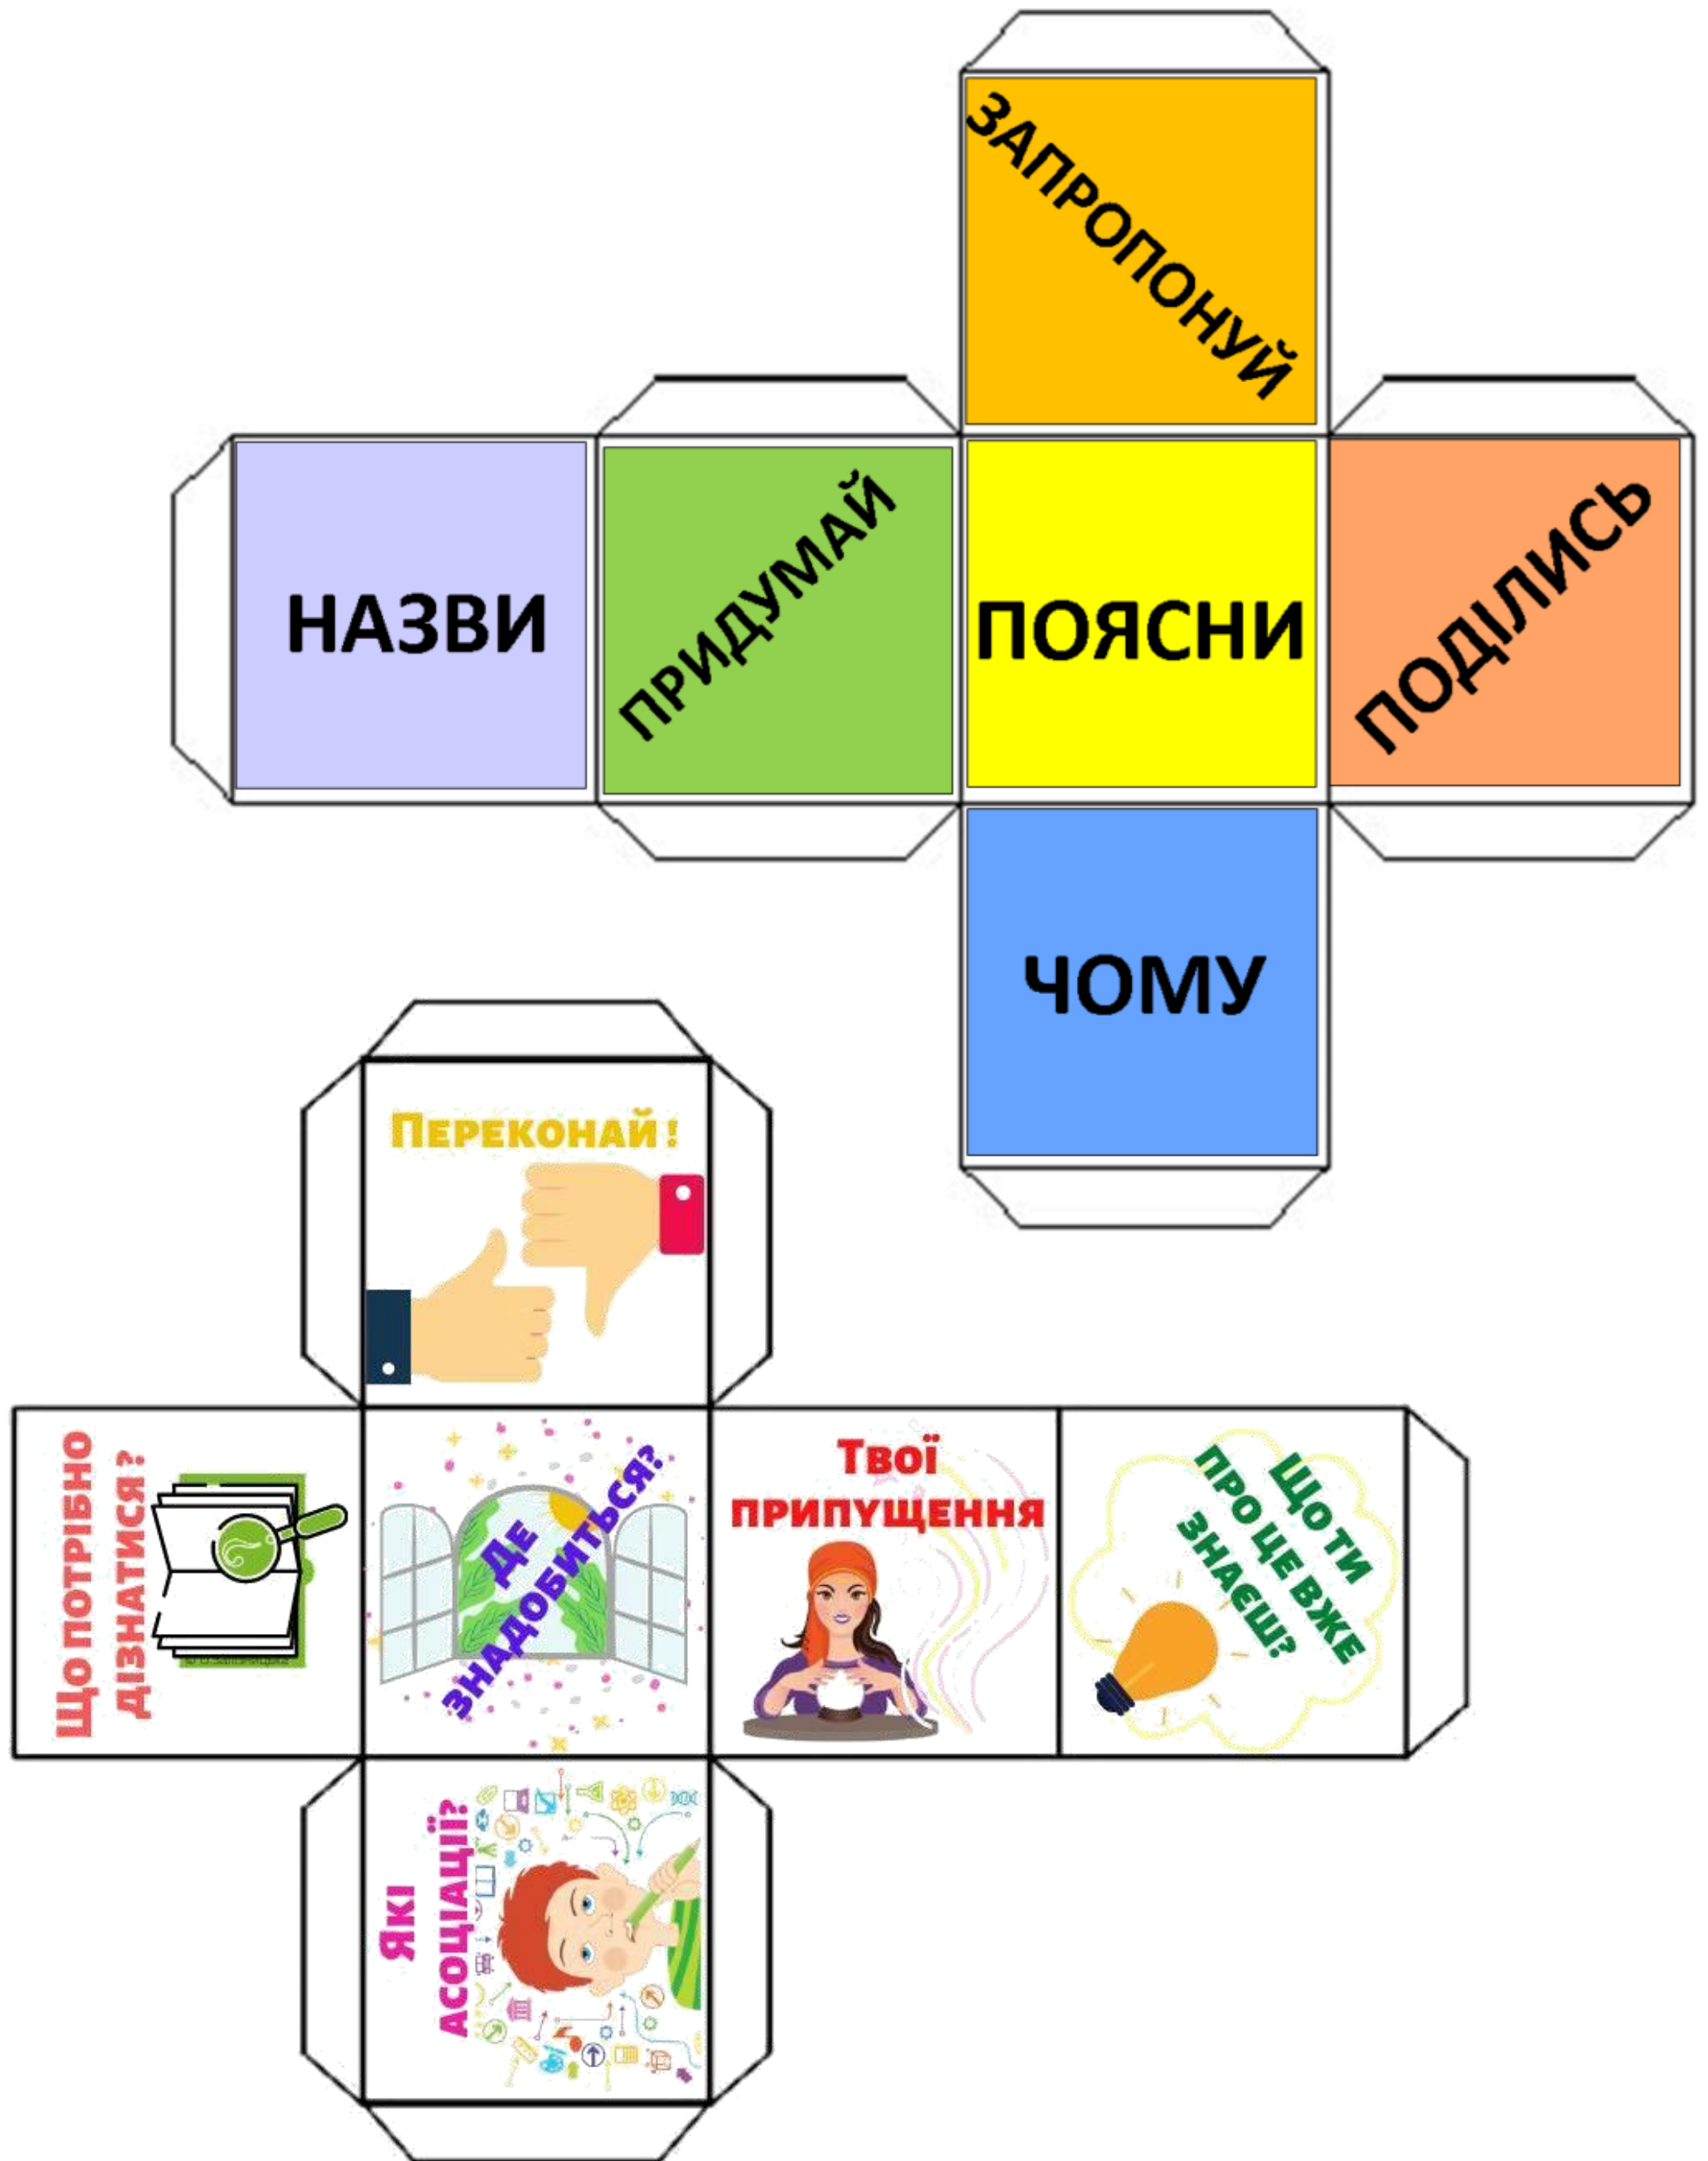 ЗАПРОПОНУЙ
НАЗВИ
ПРИДУМАЙ
ПОЯСНИ
ПОДІЛИСЬ
ЧОМУ
ПЕРЕКОНАЙ!
ЩО ПОТРІБНО
ДІЗНАТИСЯ?
ДЕ
ЗНАДОБИТЬСЯ?
ТВОЇ
ПРИПУЩЕННЯ
ЩО ТИ
ПРО ЦЕ ВЖЕ
ЗНАЄШ?
ЯКІ
АСОЦІАЦІЇ?